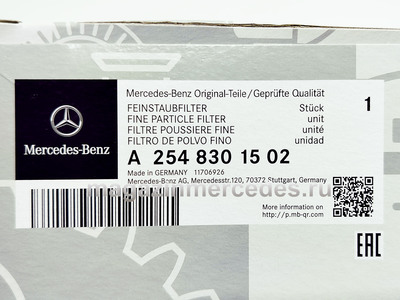 Mercedes-Benz Original-Teile/Geprüfte Qualität
FEINSTAUBFILTER Stück 1
FINE PARTICLE FILTER unit
FILTRE POUSSIERE FINE unité
FILTRO DE POLVO FINO unidad
Mercedes-Benz
A 254 830 15 02
Made in GERMANY 11706926
Mercedes-Benz AG, Mercedesstr.120, 70372 Stuttgart, Germany
magazinmercedes.ru
More information on
http://p.mb-qr.com
EAC